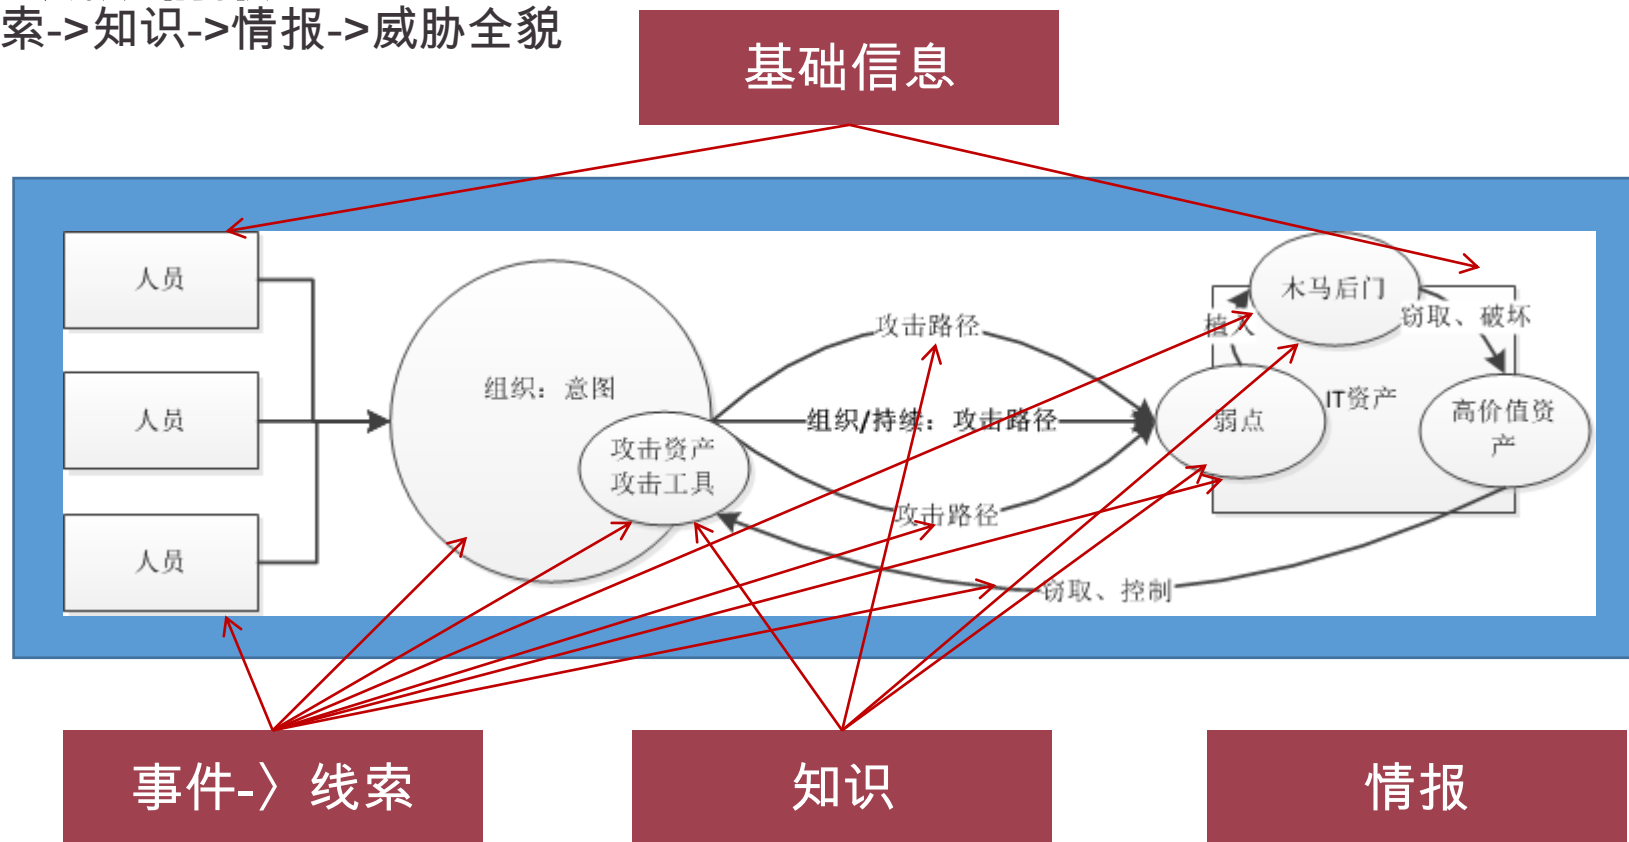 索->知识->情报->威胁全貌
基础信息
人员
人员
人员
组织：意图
攻击资产
攻击工具
攻击路径
组织/持续：攻击路径
攻击路径
窃取、控制
木马后门
植入
窃取、破坏
弱点
IT资产
高价值资
产
事件-〉线索
知识
情报